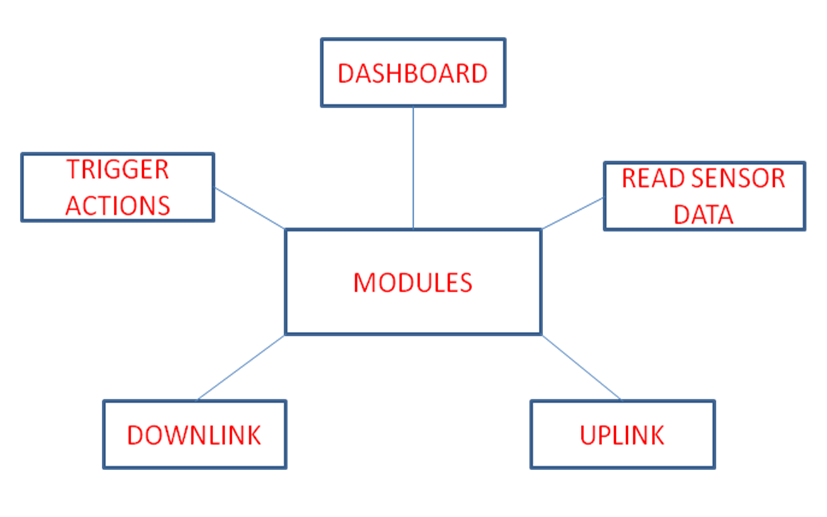 DASHBOARD
TRIGGER
ACTIONS
READ SENSOR
DATA
MODULES
DOWNLINK
UPLINK